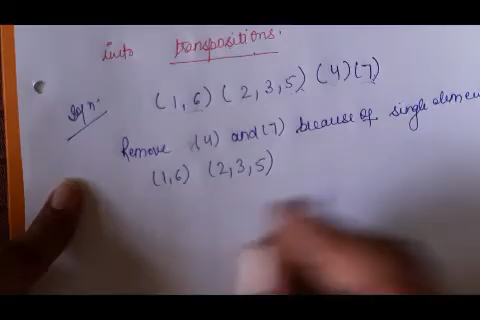 into transpositions.
Solⁿ:
(1,6) (2,3,5) (4)(7)
Remove (4) and (7) because of single elemen
(1,6) (2,3,5)